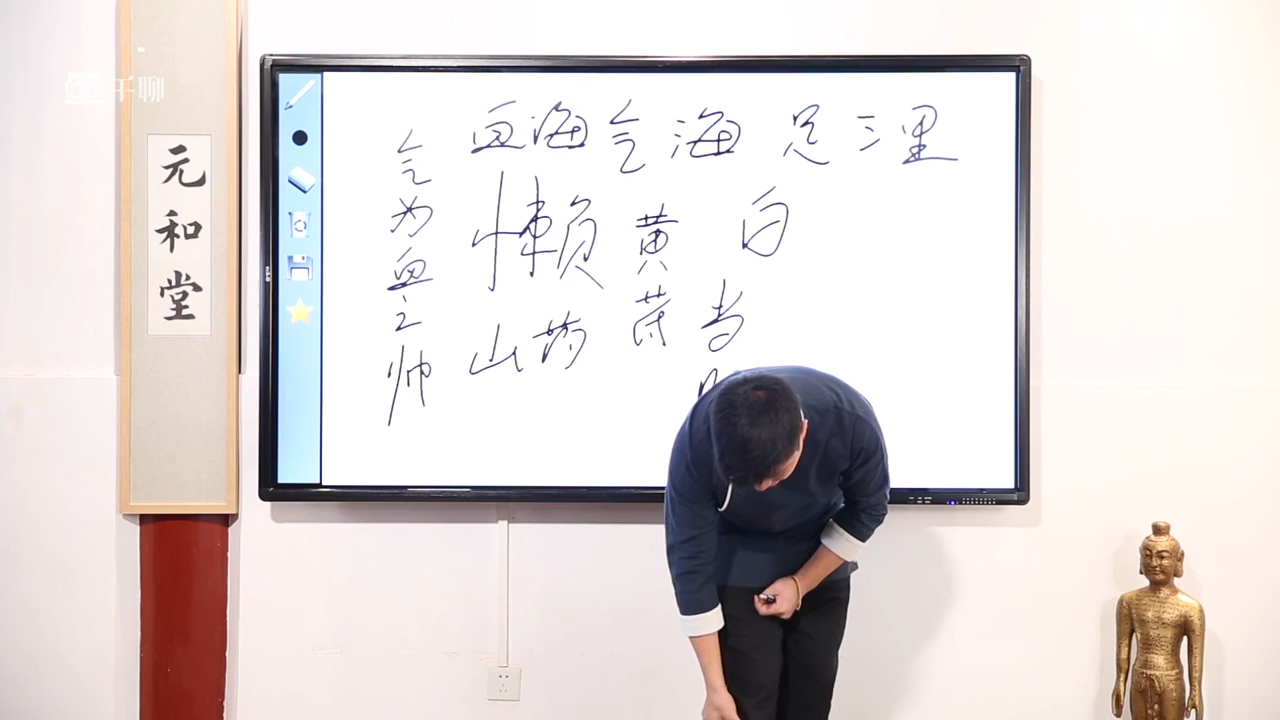 千聊
元和堂
血海 气海 足三里
气为血之帅
懒 黄 白
山药 芪 当